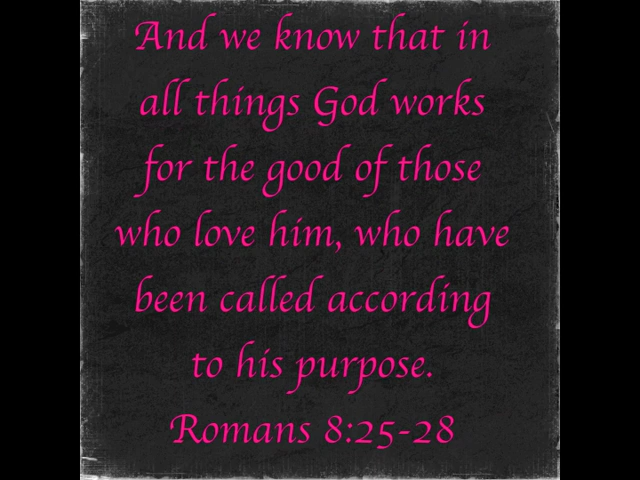 And we know that in
all things God works
for the good of those
who love him, who have
been called according
to his purpose.
Romans 8:25-28